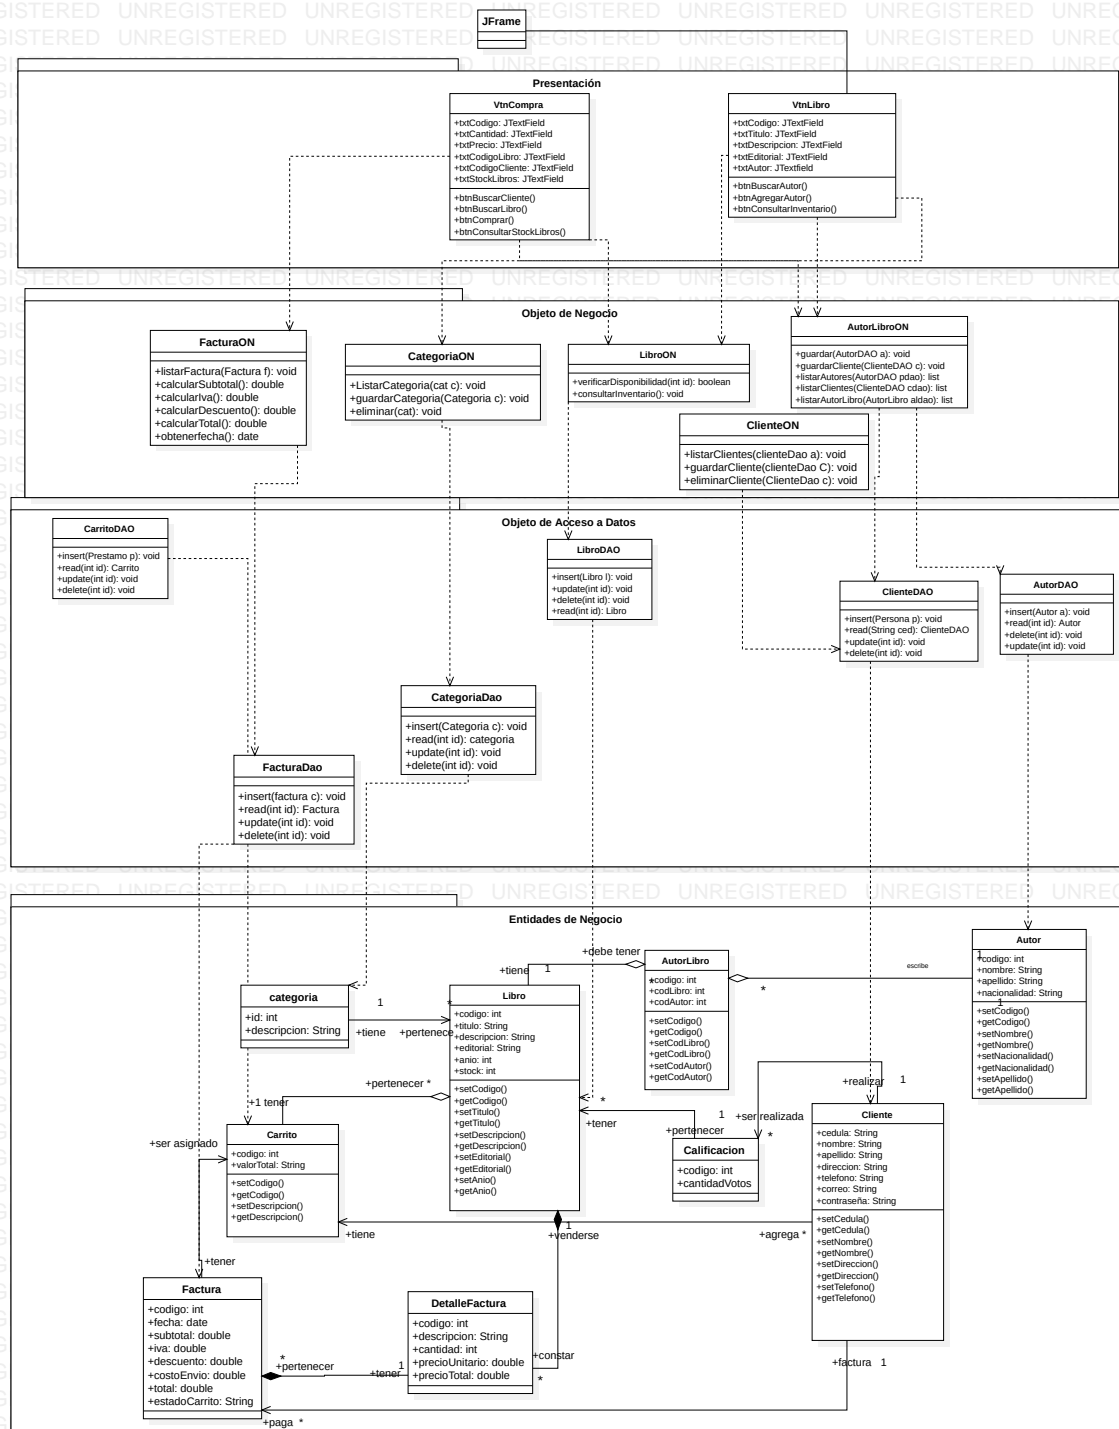 UNREGISTERED UNREGISTERED UNREGISTERED UNREGISTERED UNREGISTERED
JFrame
Presentación
VtnCompra
+txtCodigo: JTextField
+txtCantidad: JTextField
+txtPrecio: JTextField
+txtCodigoLibro: JTextField
+txtCodigoCliente: JTextField
+txtStockLibros: JTextField
+btnBuscarCliente()
+btnBuscarLibro()
+btnComprar()
+btnConsultarStockLibros()
VtnLibro
+txtCodigo: JTextField
+txtTitulo: JTextField
+txtDescripcion: JTextField
+txtEditorial: JTextField
+txtAutor: JTextfield
+btnBuscarAutor()
+btnAgregarAutor()
+btnConsultarInventario()
Objeto de Negocio
FacturaON
+listarFactura(Factura f): void
+calcularSubtotal(): double
+calcularIva(): double
+calcularDescuento(): double
+calcularTotal(): double
+obtenerfecha(): date
CategoriaON
+ListarCategoria(cat c): void
+guardarCategoria(Categoria c): void
+eliminar(cat): void
LibroON
+verificarDisponibilidad(int id): boolean
+consultarInventario(): void
AutorLibroON
+guardar(AutorDAO a): void
+guardarCliente(ClienteDAO c): void
+listarAutores(AutorDAO pdao): list
+listarClientes(ClienteDAO cdao): list
+listarAutorLibro(AutorLibro aldao): list
ClienteON
+listarClientes(clienteDao a): void
+guardarCliente(clienteDao C): void
+eliminarCliente(ClienteDao c): void
Objeto de Acceso a Datos
CarritoDAO
+insert(Prestamo p): void
+read(int id): Carrito
+update(int id): void
+delete(int id): void
LibroDAO
+insert(Libro l): void
+update(int id): void
+delete(int id): void
+read(int id): Libro
ClienteDAO
+insert(Persona p): void
+read(String ced): ClienteDAO
+update(int id): void
+delete(int id): void
AutorDAO
+insert(Autor a): void
+read(int id): Autor
+delete(int id): void
+update(int id): void
CategoriaDao
+insert(Categoria c): void
+read(int id): categoria
+update(int id): void
+delete(int id): void
FacturaDao
+insert(factura c): void
+read(int id): Factura
+update(int id): void
+delete(int id): void
UNREGISTERED UNREGISTERED UNREGISTERED UNREGISTERED UNREGISTERED
Entidades de Negocio
Autor
+codigo: int
+nombre: String
+apellido: String
+nacionalidad: String
+setCodigo()
+getCodigo()
+setNombre()
+getNombre()
+setNacionalidad()
+getNacionalidad()
+setApellido()
+getApellido()
1
1
escribe
*
AutorLibro
+codigo: int
+codLibro: int
+codAutor: int
+setCodigo()
+getCodigo()
+setCodLibro()
+getCodLibro()
+setCodAutor()
+getCodAutor()
*
+debe tener
+tiene
1
categoria
+id: int
+descripcion: String
1
+tiene
*
+pertenece
Libro
+codigo: int
+titulo: String
+descripcion: String
+editorial: String
+anio: int
+stock: int
+setCodigo()
+getCodigo()
+setTitulo()
+getTitulo()
+setDescripcion()
+getDescripcion()
+setEditorial()
+getEditorial()
+setAnio()
+getAnio()
+pertenecer *
+1 tener
*
+tener
1
+pertenecer
+ser realizada
*
+realizar
1
Calificacion
+codigo: int
+cantidadVotos
Cliente
+cedula: String
+nombre: String
+apellido: String
+direccion: String
+telefono: String
+correo: String
+contraseña: String
+setCedula()
+getCedula()
+setNombre()
+getNombre()
+setDireccion()
+getDireccion()
+setTelefono()
+getTelefono()
Carrito
+codigo: int
+valorTotal: String
+setCodigo()
+getCodigo()
+setDescripcion()
+getDescripcion()
+ser asignado
+tener
+tiene
+agrega *
1
+venderse
Factura
+codigo: int
+fecha: date
+subtotal: double
+iva: double
+descuento: double
+costoEnvio: double
+total: double
+estadoCarrito: String
*
+pertenecer
1
+tener
DetalleFactura
+codigo: int
+descripcion: String
+cantidad: int
+precioUnitario: double
+precioTotal: double
+constar
*
+factura 1
+paga *